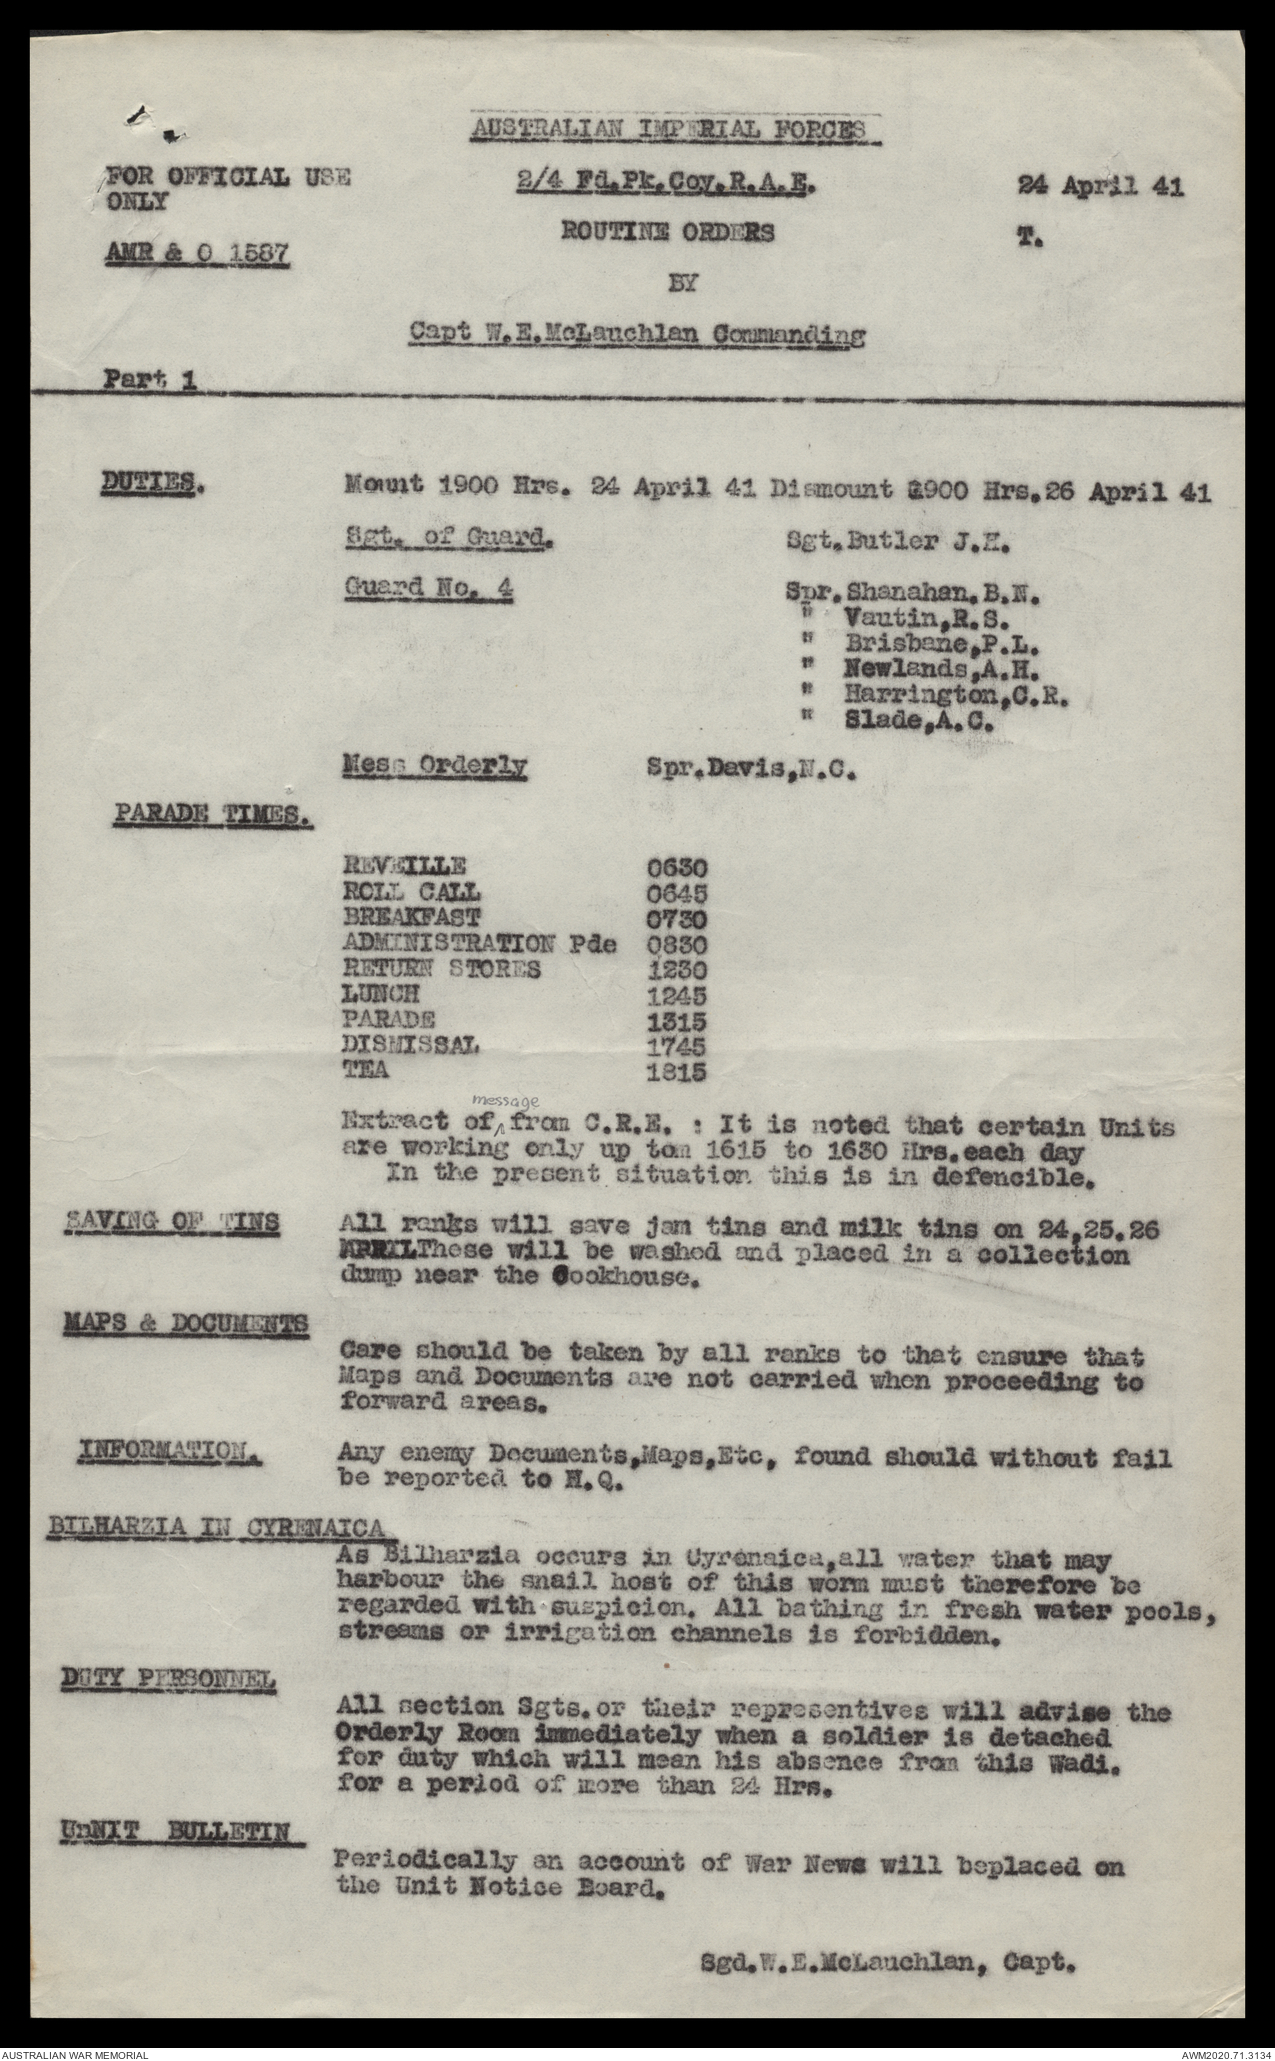 AUSTRALIAN IMPERIAL FORCES
FOR OFFICIAL USE
ONLY
2/4 Fd.Pk.Coy.R.A.E.
24 April 41
ROUTINE ORDERS
T.
AMR & O 1587
BY
Capt W.E.McLauchlan Commanding
Part 1
DUTIES. Mount 1900 Hrs. 24 April 41 Dismount 1900 Hrs.26 April 41
Sgt. of Guard. Sgt.Butler J.H.
Guard No. 4 Spr.Shanahan.B.N.
" Vautin,R.S.
" Brisbane,P.L.
" Newlands,A.H.
" Harrington,C.R.
" Slade,A.C.
Mess Orderly Spr.Davis,N.C.
PARADE TIMES.
REVEILLE 0630
ROLL CALL 0645
BREAKFAST 0730
ADMINISTRATION Pde 0830
RETURN STORES 1230
LUNCH 1245
PARADE 1315
DISMISSAL 1745
TEA 1815
message
Extract of from C.R.E. : It is noted that certain Units
are working only up tom 1615 to 1630 Hrs.each day
In the present situation this is in defencible.
SAVING OF TINS All ranks will save jam tins and milk tins on 24,25.26
APRILThese will be washed and placed in a collection
dump near the Cookhouse.
MAPS & DOCUMENTS
Care should be taken by all ranks to that ensure that
Maps and Documents are not carried when proceeding to
forward areas.
INFORMATION. Any enemy Documents,Maps,Etc, found should without fail
be reported to H.Q.
BILHARZIA IN CYRENAICA
As Bilharzia occurs in Cyrenaica,all water that may
harbour the snail host of this worm must therefore be
regarded with suspicion. All bathing in fresh water pools,
streams or irrigation channels is forbidden.
DUTY PERSONNEL
All section Sgts.or their representives will advise the
Orderly Room immediately when a soldier is detached
for duty which will mean his absence from this Wadi.
for a period of more than 24 Hrs.
UnNIT BULLETIN
Periodically an account of War News will beplaced on
the Unit Notice Board.
Sgd.W.E.McLauchlan, Capt.
AUSTRALIAN WAR MEMORIAL
AWM2020.71.3134